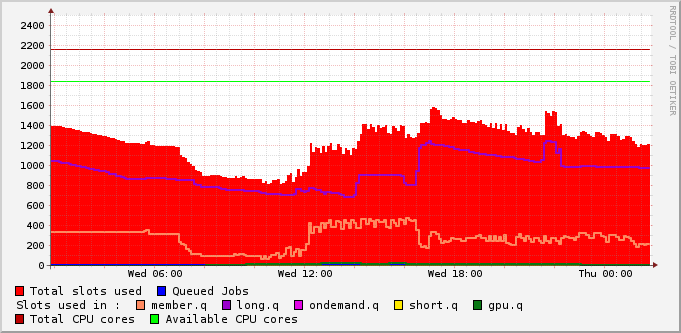 2400
2200
2000
1800
1600
1400
1200
1000
800
600
400
200
0
Wed 06:00 Wed 12:00 Wed 18:00 Thu 00:00
Total slots used Queued Jobs
Slots used in : member.q long.q ondemand.q short.q gpu.q
Total CPU cores Available CPU cores
RRDTOOL / TOBI OETIKER